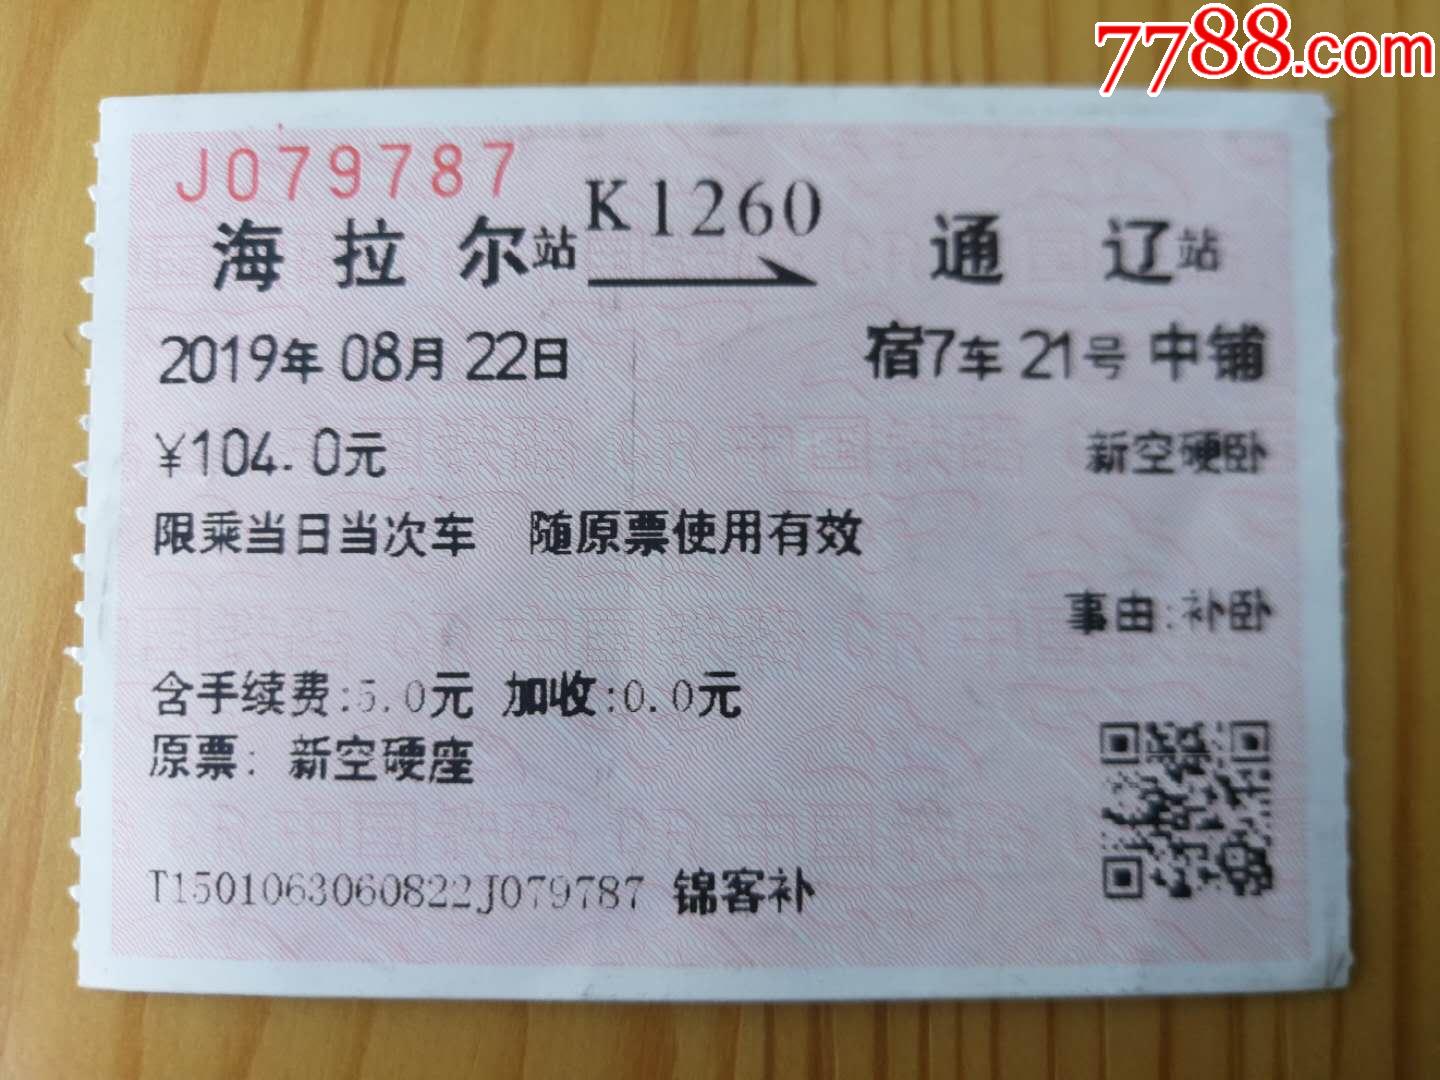 7788.com
J079787
海拉尔站 K1260 通辽站
2019年08月22日 宿7车21号中铺
¥104.0元 新空硬卧
限乘当日当次车 随原票使用有效
事由:补卧
含手续费:5.0元 加收:0.0元
原票: 新空硬座
T1501063060822J079787 锦客补